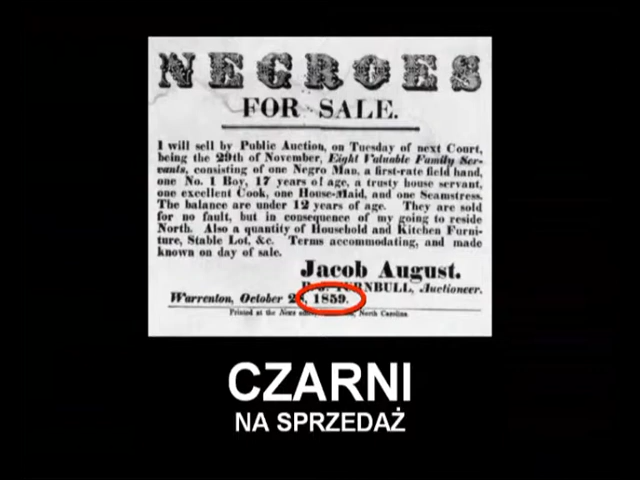 NEGROES
FOR SALE.
I will sell by Public Auction, on Tuesday of next Court,
being the 29th of November, Eight Valuable Family Ser-
vants, consisting of one Negro Man, a first-rate field hand,
one No. 1 Boy, 17 years of age, a trusty house servant,
one excellent Cook, one House-Maid, and one Seamstress.
The balance are under 12 years of age. They are sold
for no fault, but in consequence of my going to reside
North. Also a quantity of Household and Kitchen Furni-
ture, Stable Lot, &c. Terms accommodating, and made
known on day of sale.
Jacob August.
TURNBULL, Auctioneer.
Warrenton, October 1859.
Printed at the News North Carolina.
CZARNI
NA SPRZEDAŻ